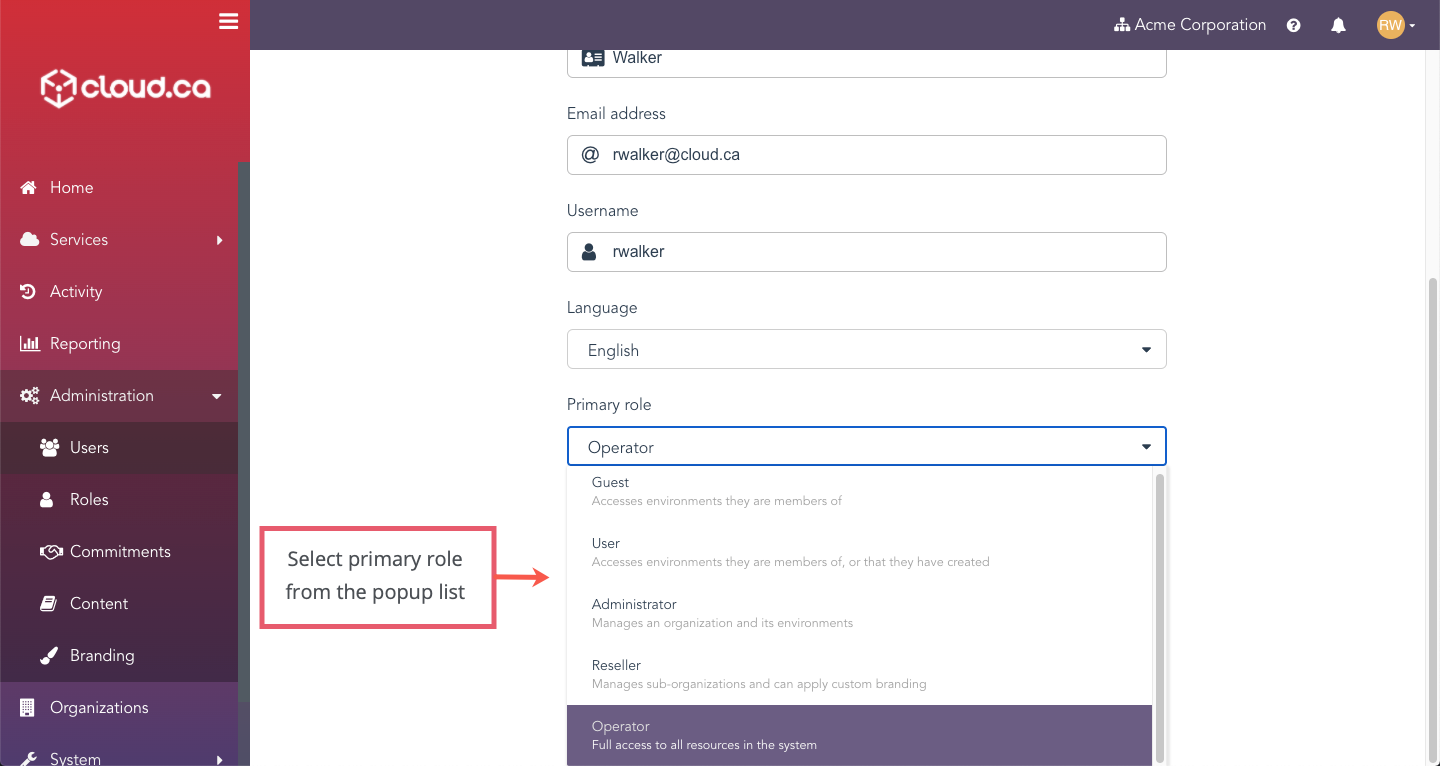 Acme Corporation
RW
cloud.ca
Home
Services
Activity
Reporting
Administration
Users
Roles
Commitments
Content
Branding
Organizations
System
Walker
Email address
rwalker@cloud.ca
Username
rwalker
Language
English
Primary role
Operator
Guest
Accesses environments they are members of
User
Accesses environments they are members of, or that they have created
Administrator
Manages an organization and its environments
Reseller
Manages sub-organizations and can apply custom branding
Operator
Full access to all resources in the system
Select primary role
from the popup list